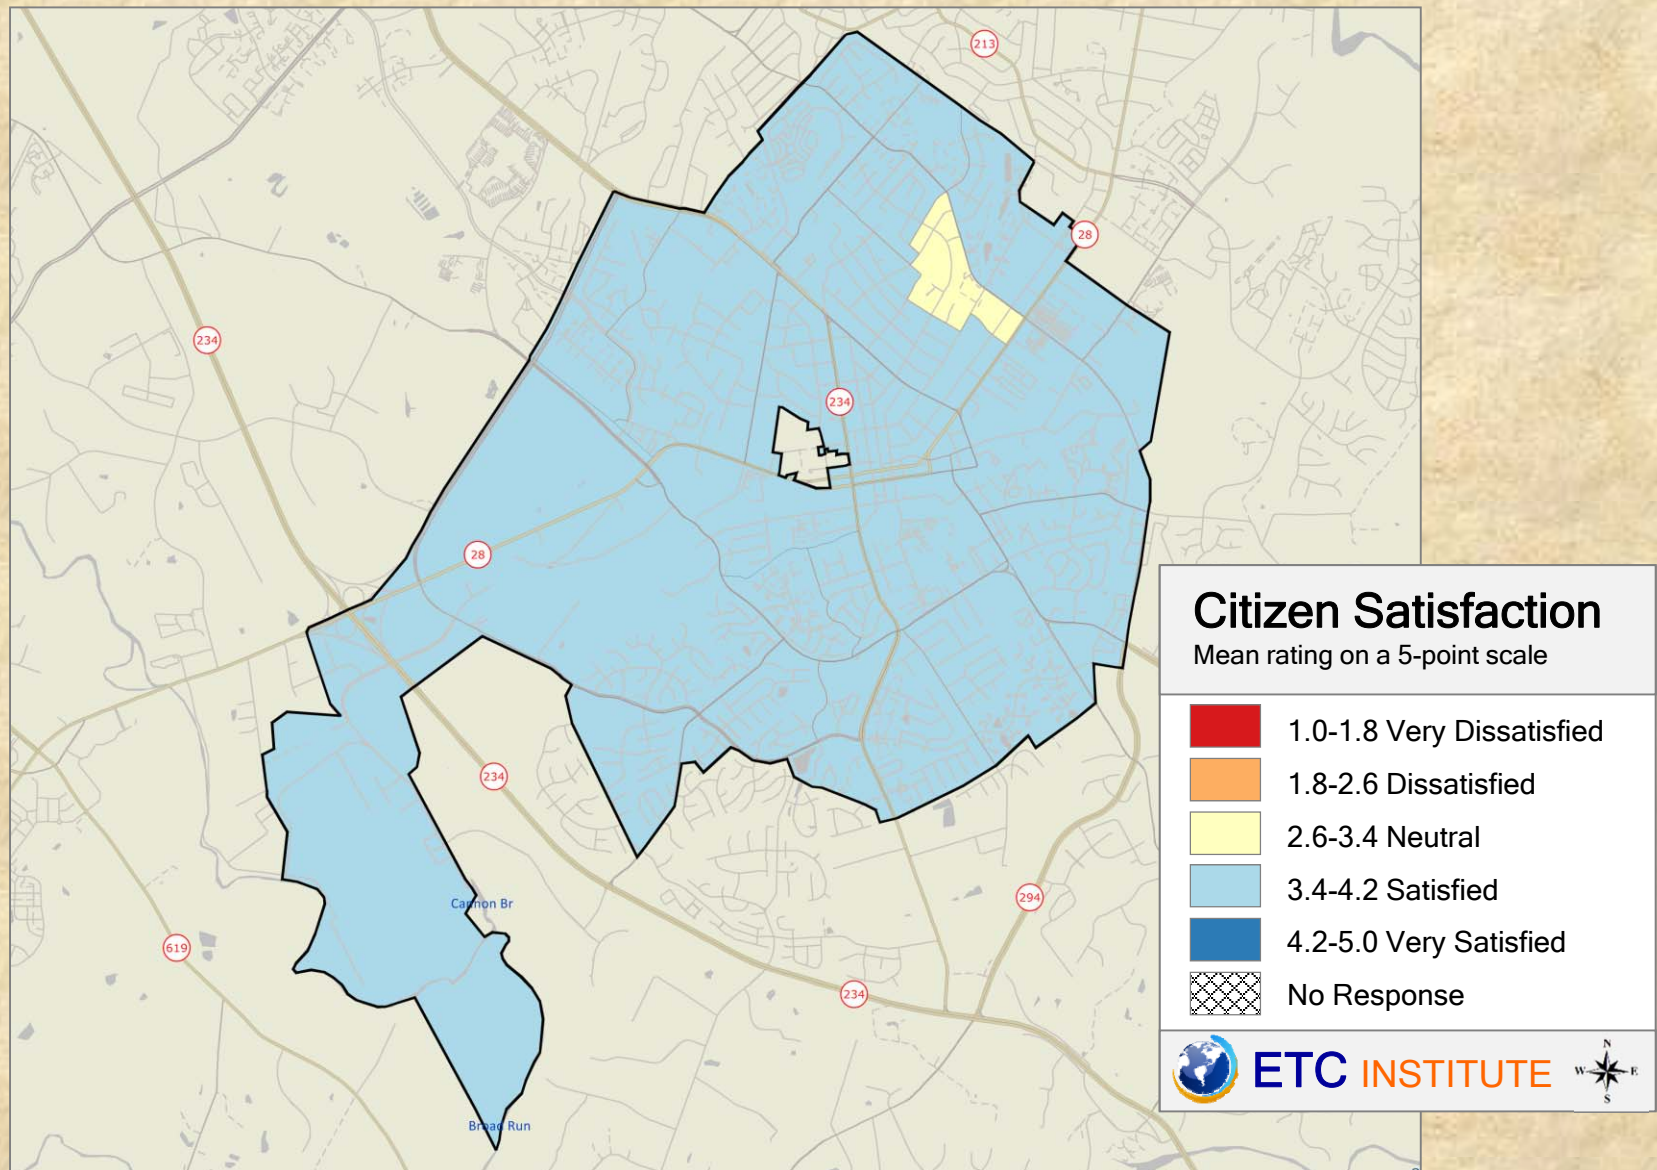 213
28
234
234
28
234
Cannon Br
294
619
234
Broad Run
Citizen Satisfaction
Mean rating on a 5-point scale
1.0-1.8 Very Dissatisfied
1.8-2.6 Dissatisfied
2.6-3.4 Neutral
3.4-4.2 Satisfied
4.2-5.0 Very Satisfied
No Response
ETC INSTITUTE
N
W E
S